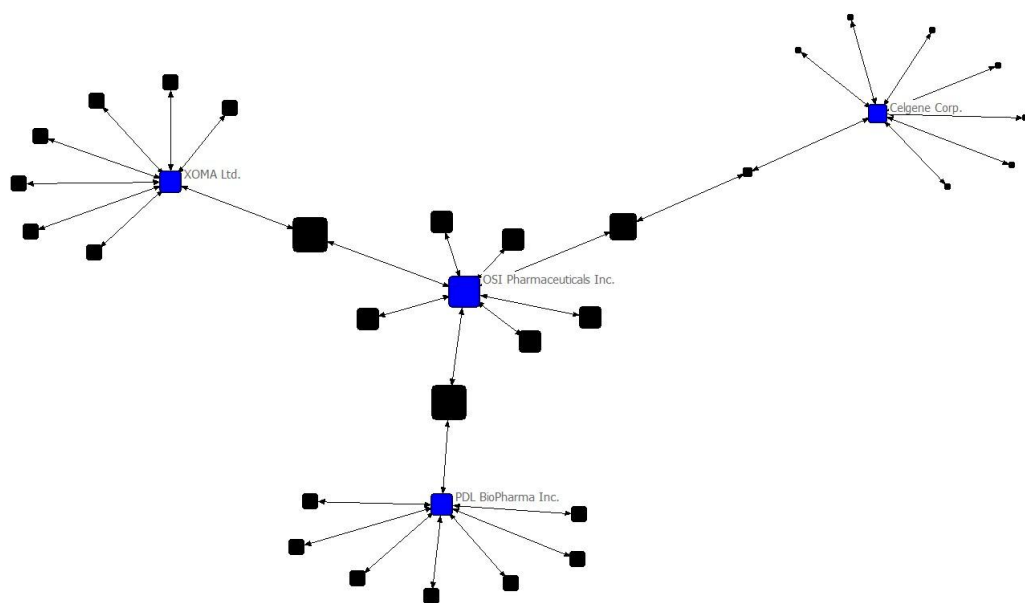 Celgene Corp.
XOMA Ltd.
OSI Pharmaceuticals Inc.
PDL BioPharma Inc.